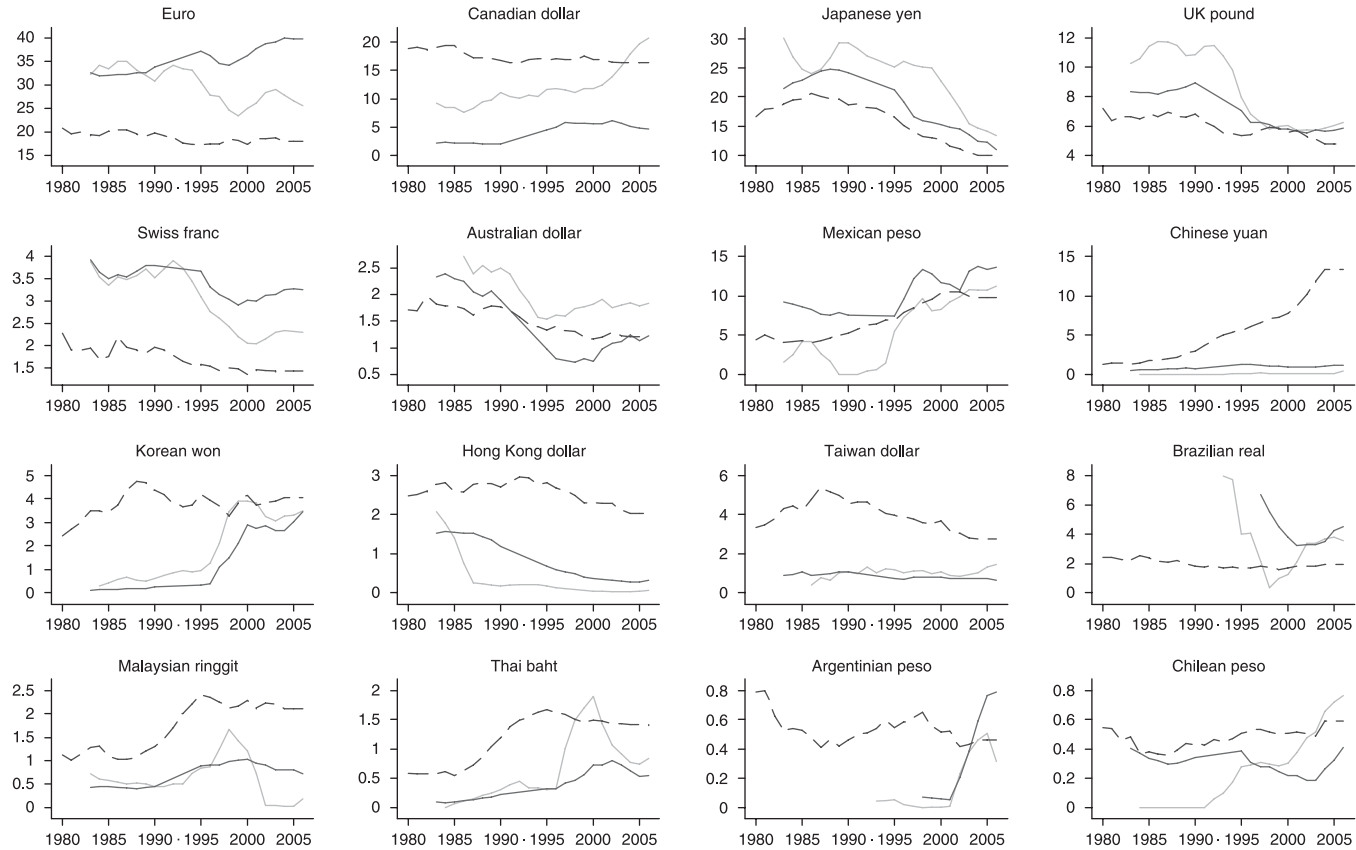 Euro
40
35
30
25
20
15
1980 1985 1990 · 1995 2000 2005
Canadian dollar
20
15
10
5
0
1980 1985 1990 · 1995 2000 2005
Japanese yen
30
25
20
15
10
1980 1985 1990 · 1995 2000 2005
UK pound
12
10
8
6
4
1980 1985 1990 · 1995 2000 2005
Swiss franc
4
3.5
3
2.5
2
1.5
1980 1985 1990 · 1995 2000 2005
Australian dollar
2.5
2
1.5
1
0.5
1980 1985 1990 · 1995 2000 2005
Mexican peso
15
10
5
0
1980 1985 1990 · 1995 2000 2005
Chinese yuan
15
10
5
0
1980 1985 1990 · 1995 2000 2005
Korean won
5
4
3
2
1
0
1980 1985 1990 · 1995 2000 2005
Hong Kong dollar
3
2
1
0
1980 1985 1990 · 1995 2000 2005
Taiwan dollar
6
4
2
0
1980 1985 1990 · 1995 2000 2005
Brazilian real
8
6
4
2
0
1980 1985 1990 · 1995 2000 2005
Malaysian ringgit
2.5
2
1.5
1
0.5
0
1980 1985 1990 · 1995 2000 2005
Thai baht
2
1.5
1
0.5
0
1980 1985 1990 · 1995 2000 2005
Argentinian peso
0.8
0.6
0.4
0.2
0
1980 1985 1990 · 1995 2000 2005
Chilean peso
0.8
0.6
0.4
0.2
0
1980 1985 1990 · 1995 2000 2005